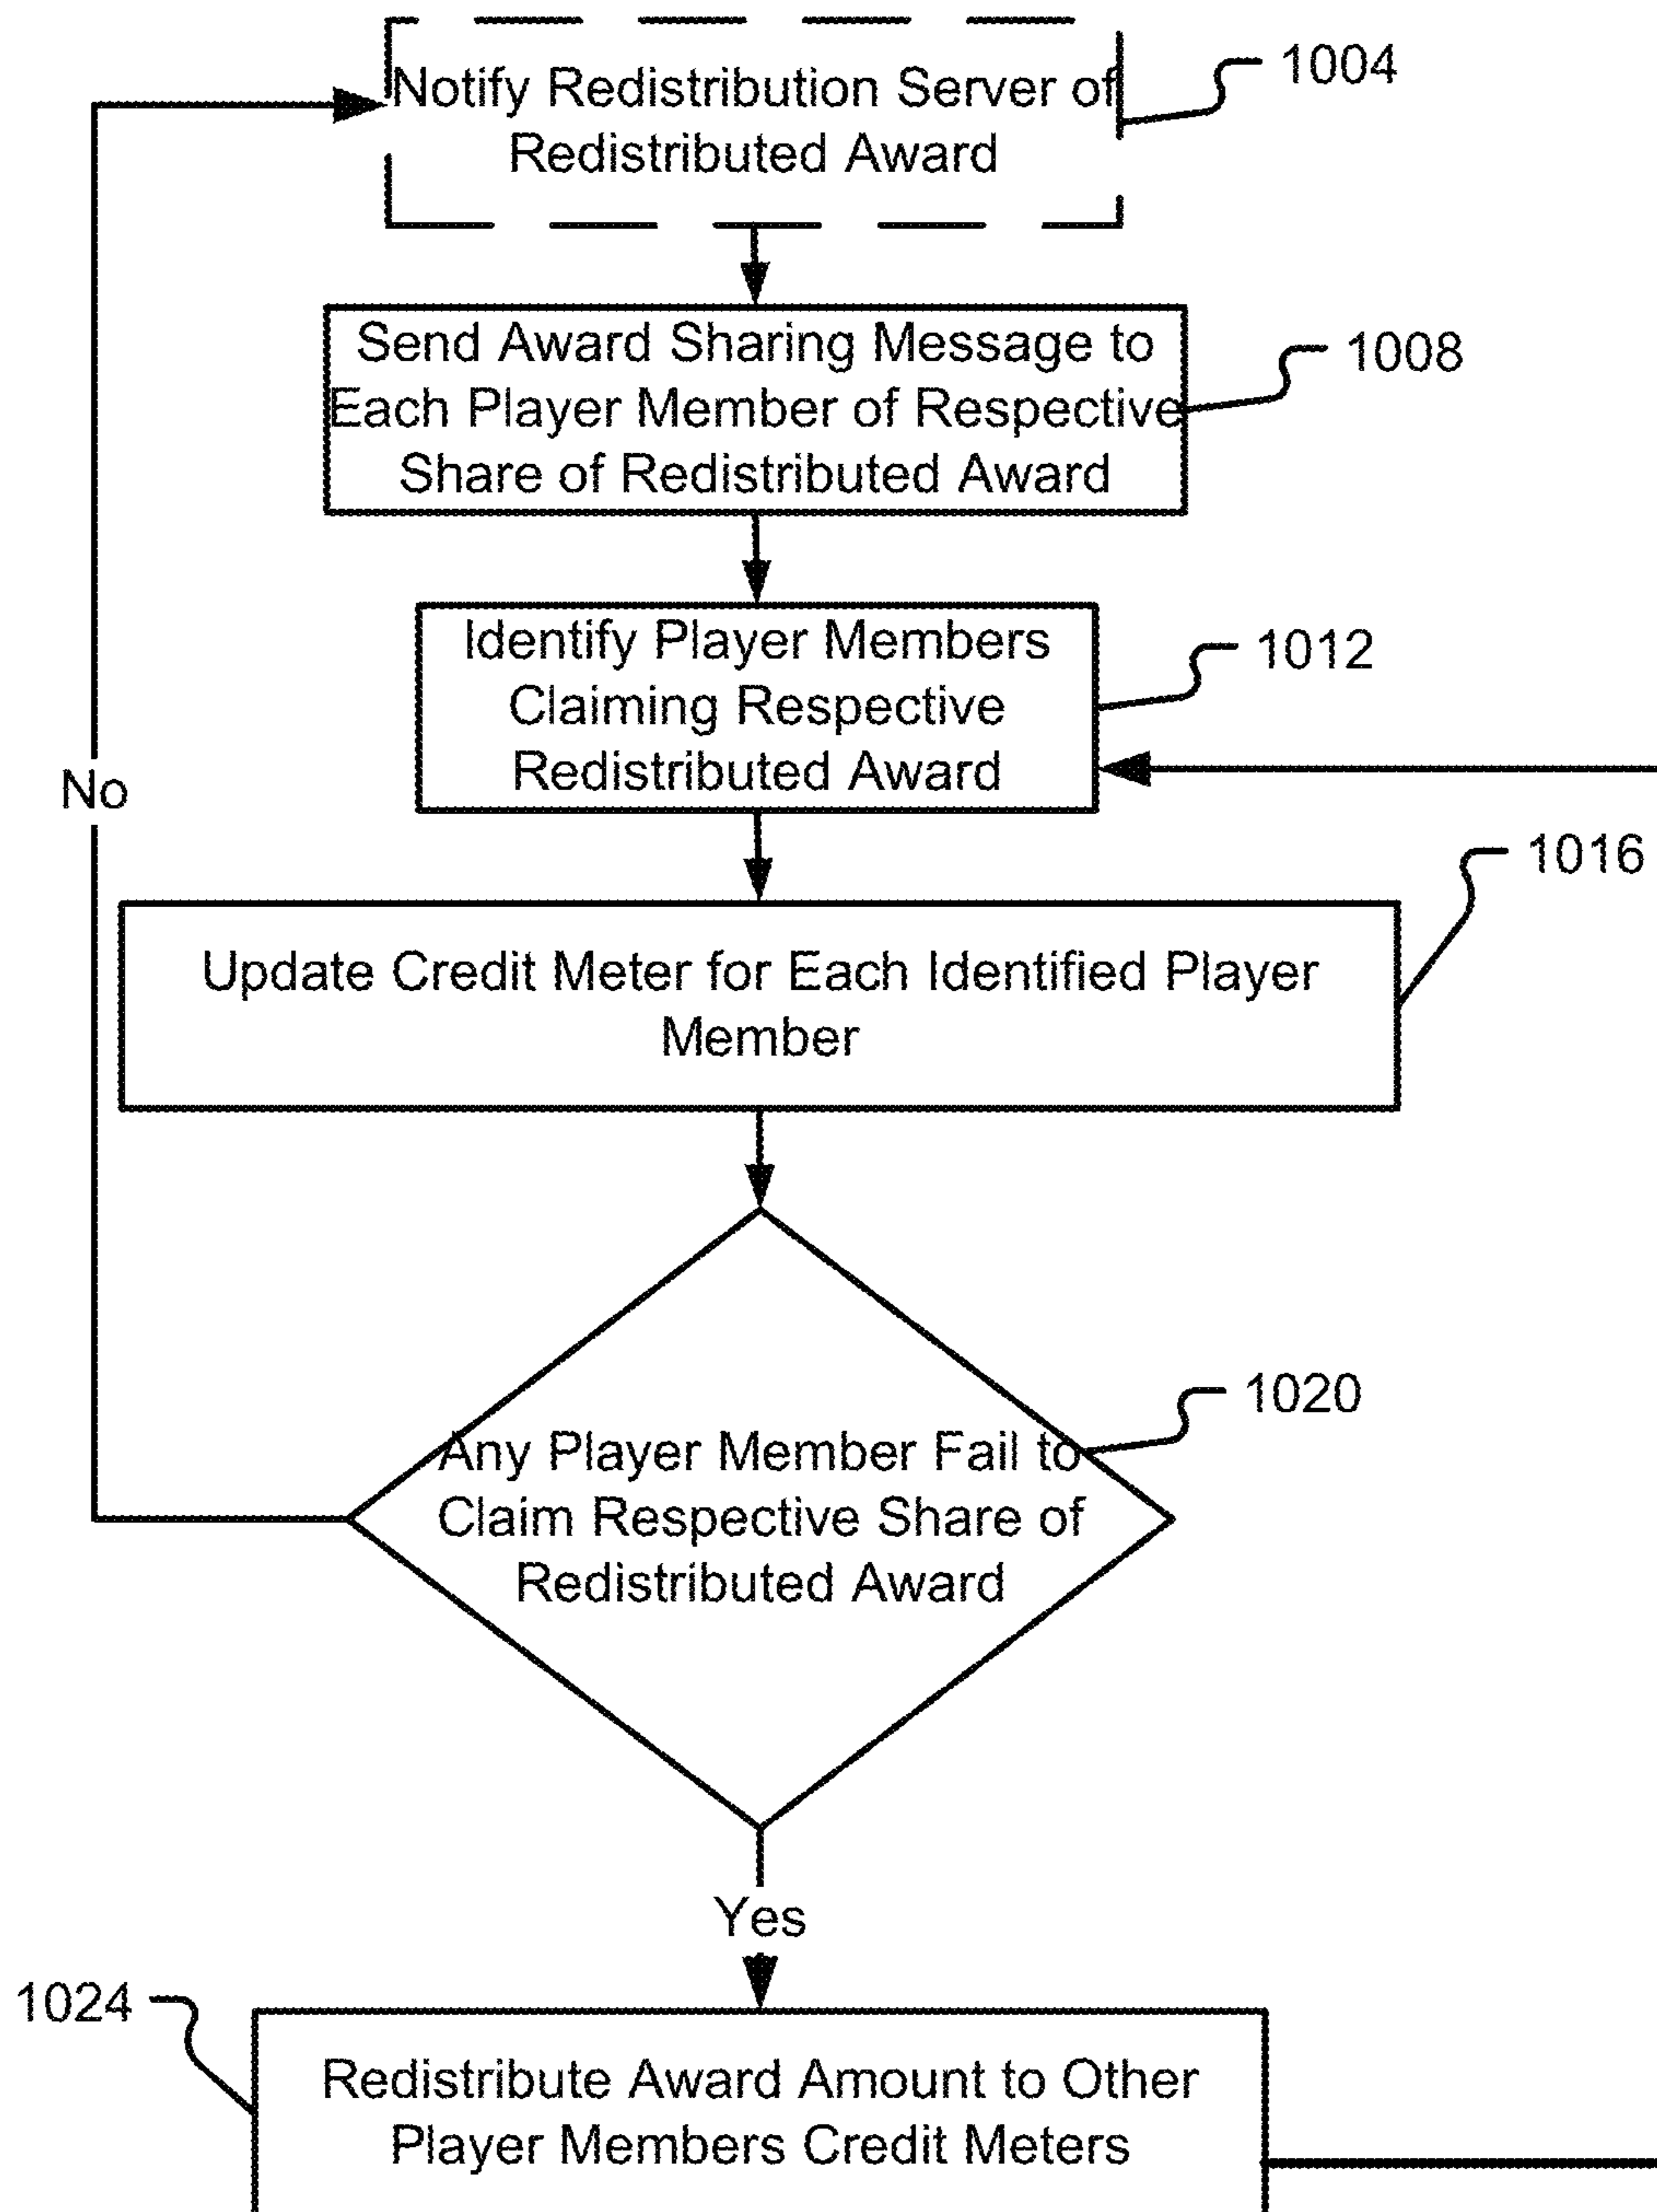 Notify Redistribution Server of
Redistributed Award
1004
Send Award Sharing Message to
Each Player Member of Respective
Share of Redistributed Award
1008
Identify Player Members
Claiming Respective
Redistributed Award
1012
No
1016
Update Credit Meter for Each Identified Player
Member
1020
Any Player Member Fail to
Claim Respective Share of
Redistributed Award
Yes
1024
Redistribute Award Amount to Other
Player Members Credit Meters